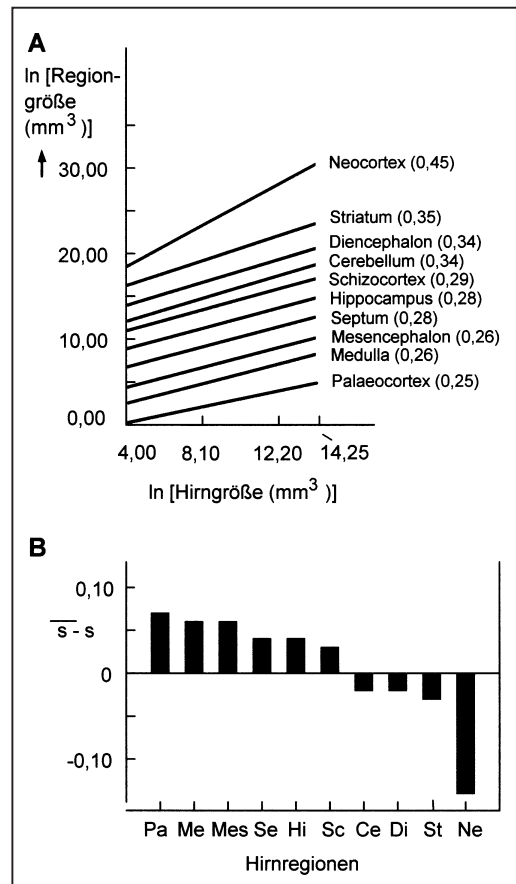 A
ln [Region-
größe
(mm³)]
30,00
20,00
10,00
0,00
Neocortex (0,45)
Striatum (0,35)
Diencephalon (0,34)
Cerebellum (0,34)
Schizocortex (0,29)
Hippocampus (0,28)
Septum (0,28)
Mesencephalon (0,26)
Medulla (0,26)
Palaeocortex (0,25)
4,00 8,10 12,20 14,25
ln [Hirngröße (mm³)]
B
0,10
s - s
0
-0,10
Pa Me Mes Se Hi Sc Ce Di St Ne
Hirnregionen